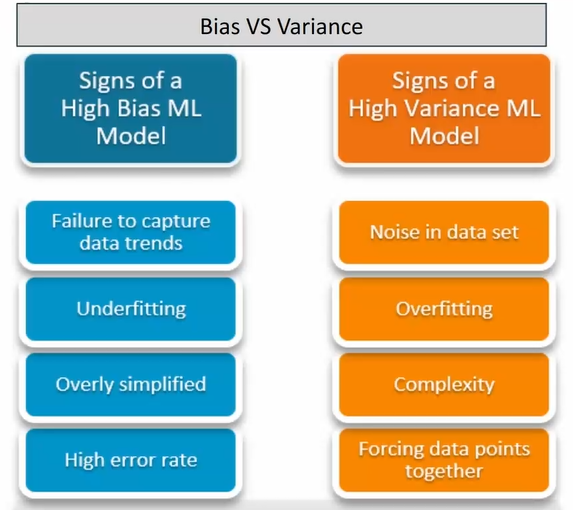 Bias VS Variance
Signs of a
High Bias ML
Model
Failure to capture
data trends
Underfitting
Overly simplified
High error rate
Signs of a
High Variance ML
Model
Noise in data set
Overfitting
Complexity
Forcing data points
together